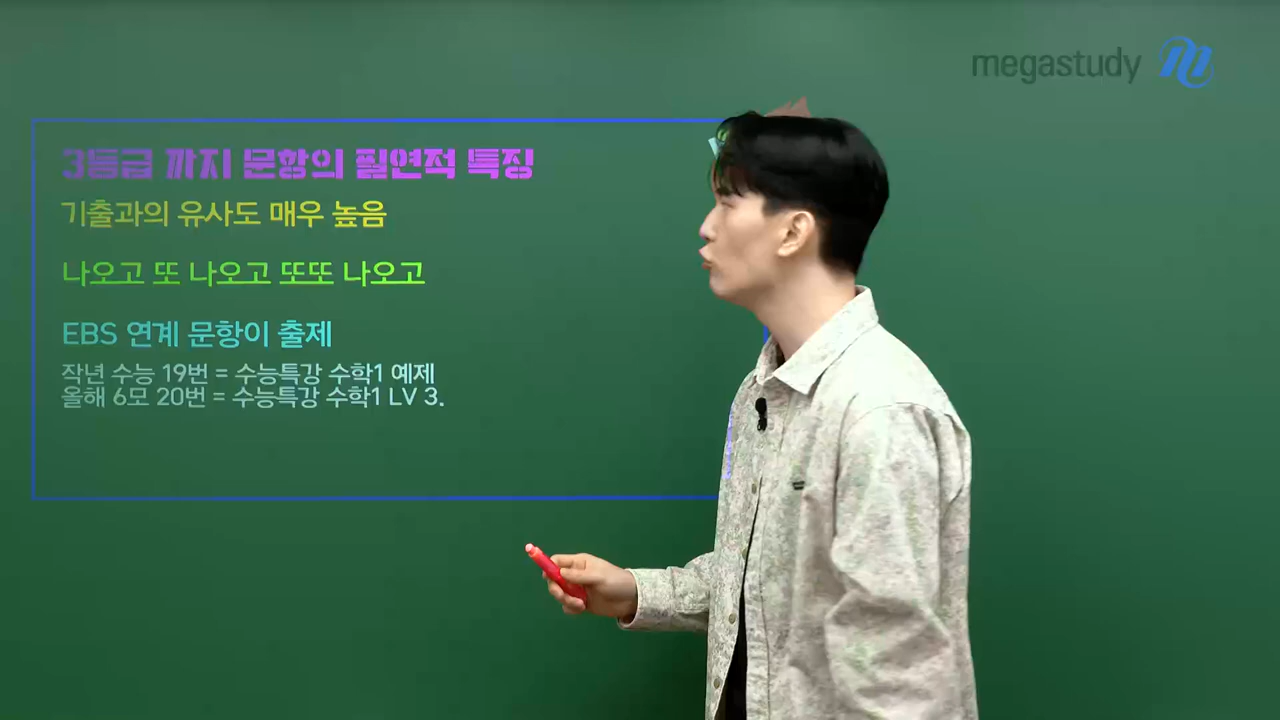 megastudy
3등급 까지 문항의 필연적 특징
기출과의 유사도 매우 높음
나오고 또 나오고 또또 나오고
EBS 연계 문항이 출제
작년 수능 19번 = 수능특강 수학1 예제
올해 6모 20번 = 수능특강 수학1 LV 3.